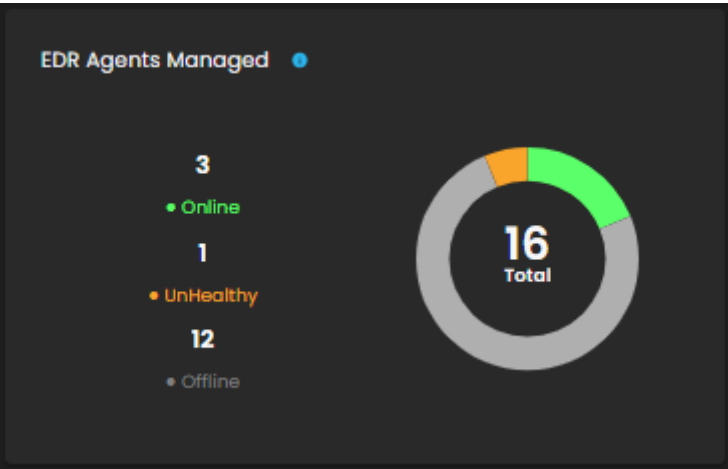 EDR Agents Managed
3
Online
1
UnHealthy
12
Offline
16
Total